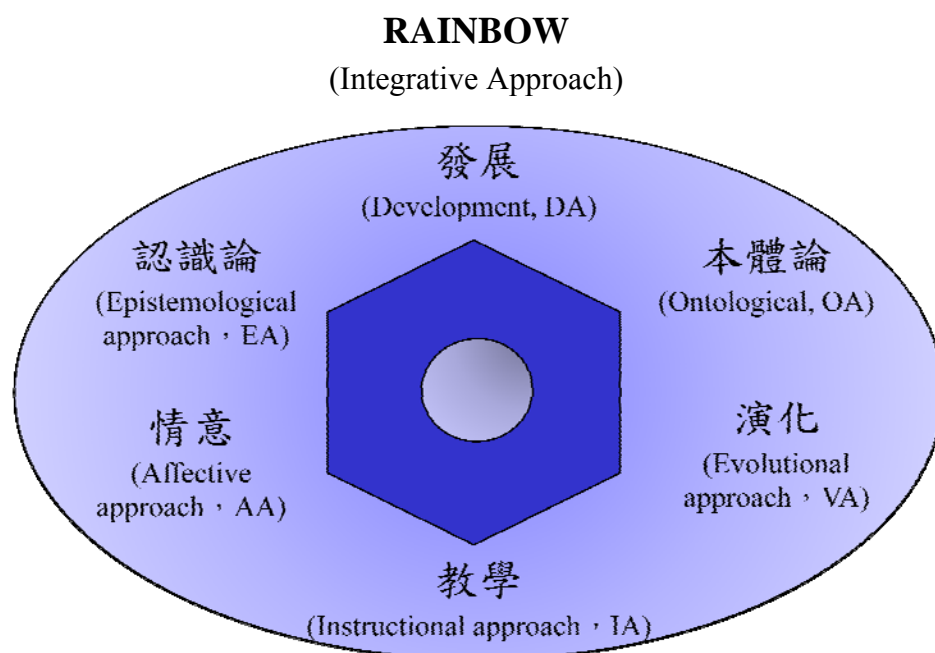 RAINBOW
(Integrative Approach)
發展
(Development, DA)
認識論
(Epistemological
approach，EA)
本體論
(Ontological, OA)
情意
(Affective
approach，AA)
演化
(Evolutional
approach，VA)
教學
(Instructional approach，IA)